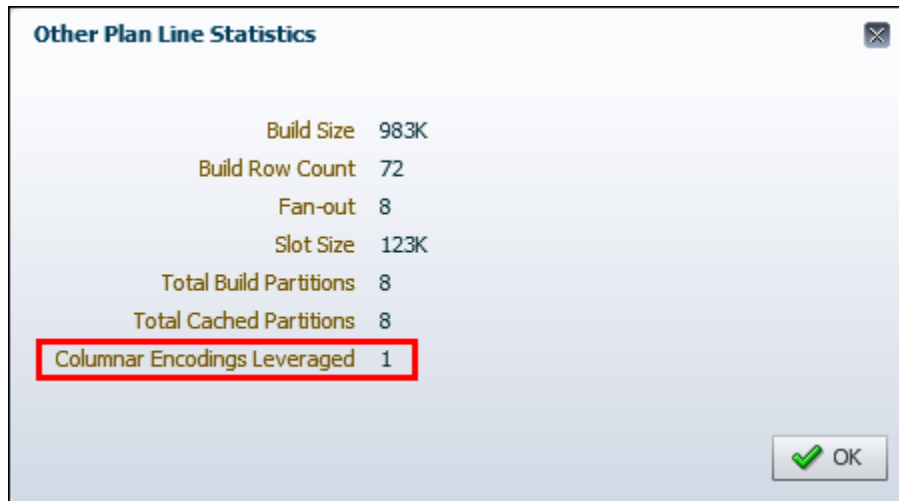 Other Plan Line Statistics
Build Size 983K
Build Row Count 72
Fan-out 8
Slot Size 123K
Total Build Partitions 8
Total Cached Partitions 8
Columnar Encodings Leveraged 1
OK